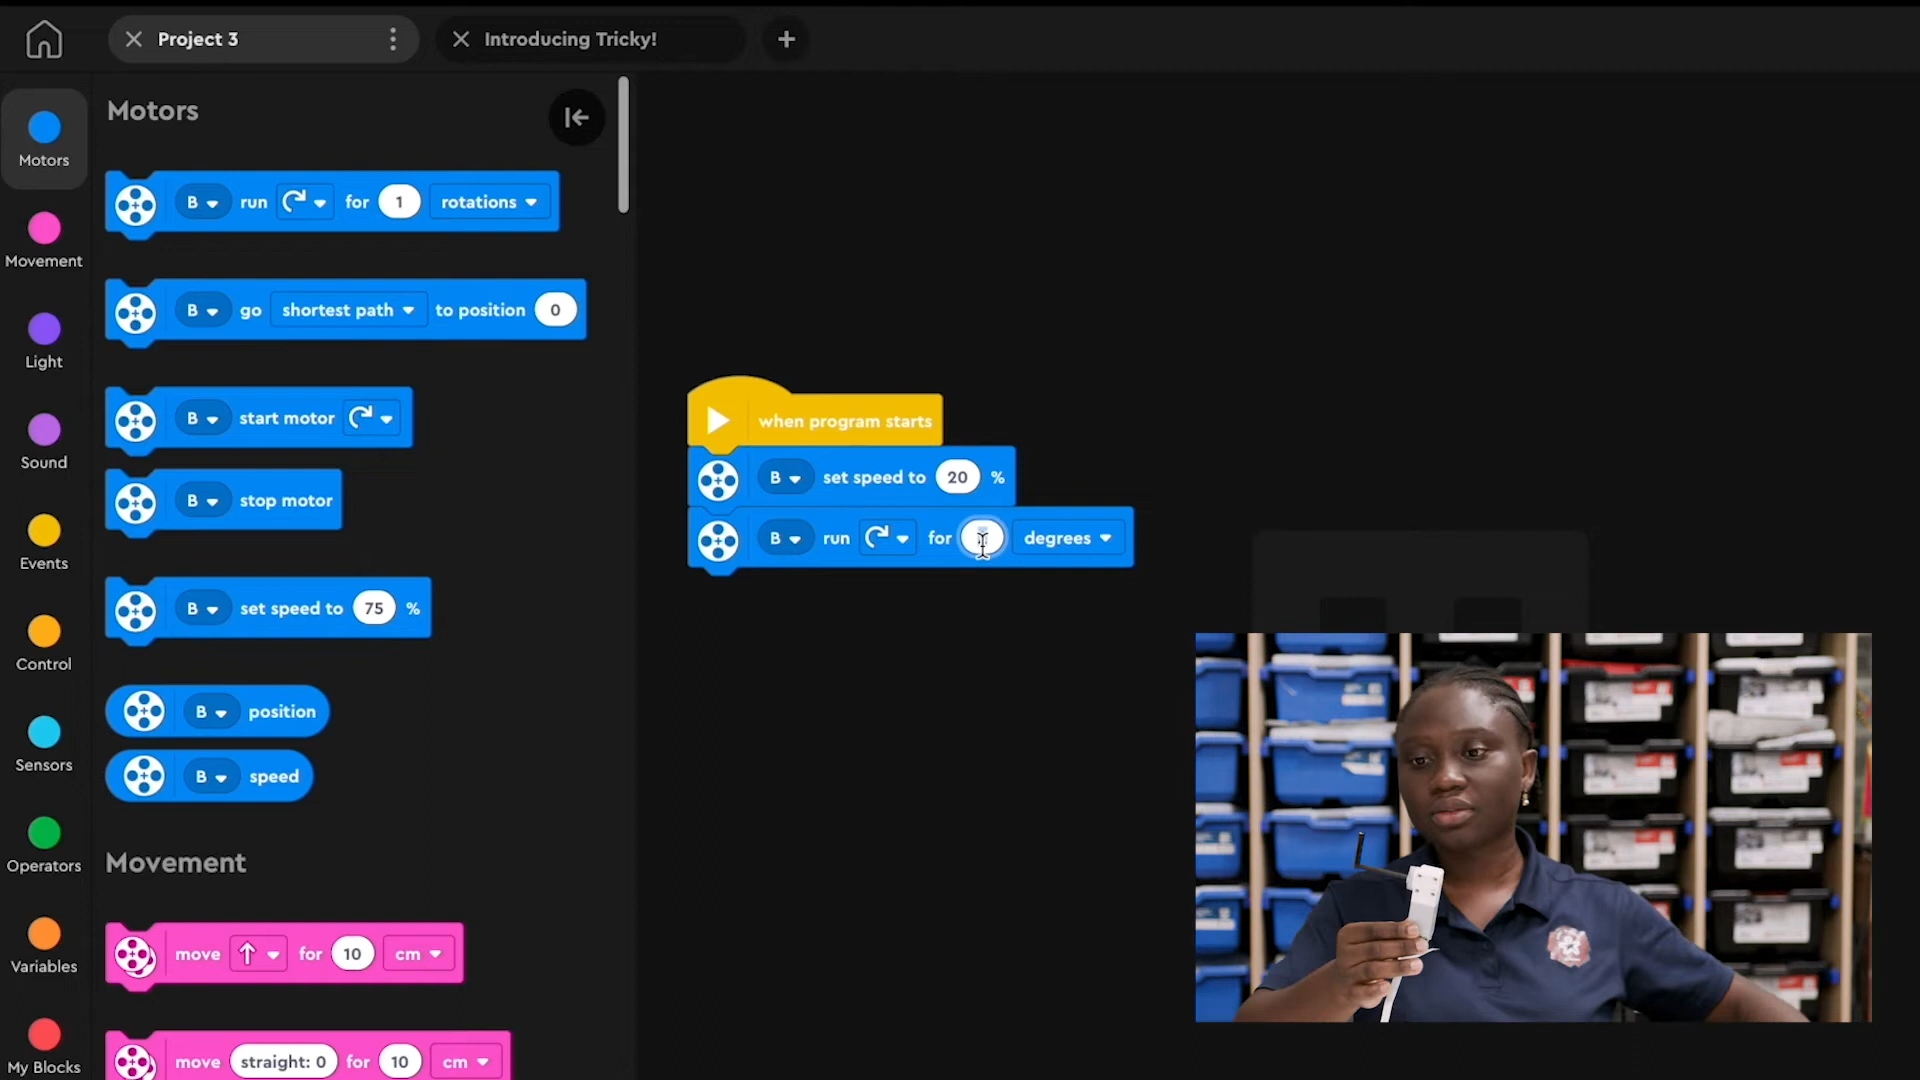 Project 3
Introducing Tricky!
Motors
Movement
Light
Sound
Events
Control
Sensors
Operators
Variables
My Blocks
Motors
B run for 1 rotations
B go shortest path to position 0
B start motor
B stop motor
B set speed to 75 %
B position
B speed
Movement
move for 10 cm
move straight: 0 for 10 cm
when program starts
B set speed to 20 %
B run for degrees